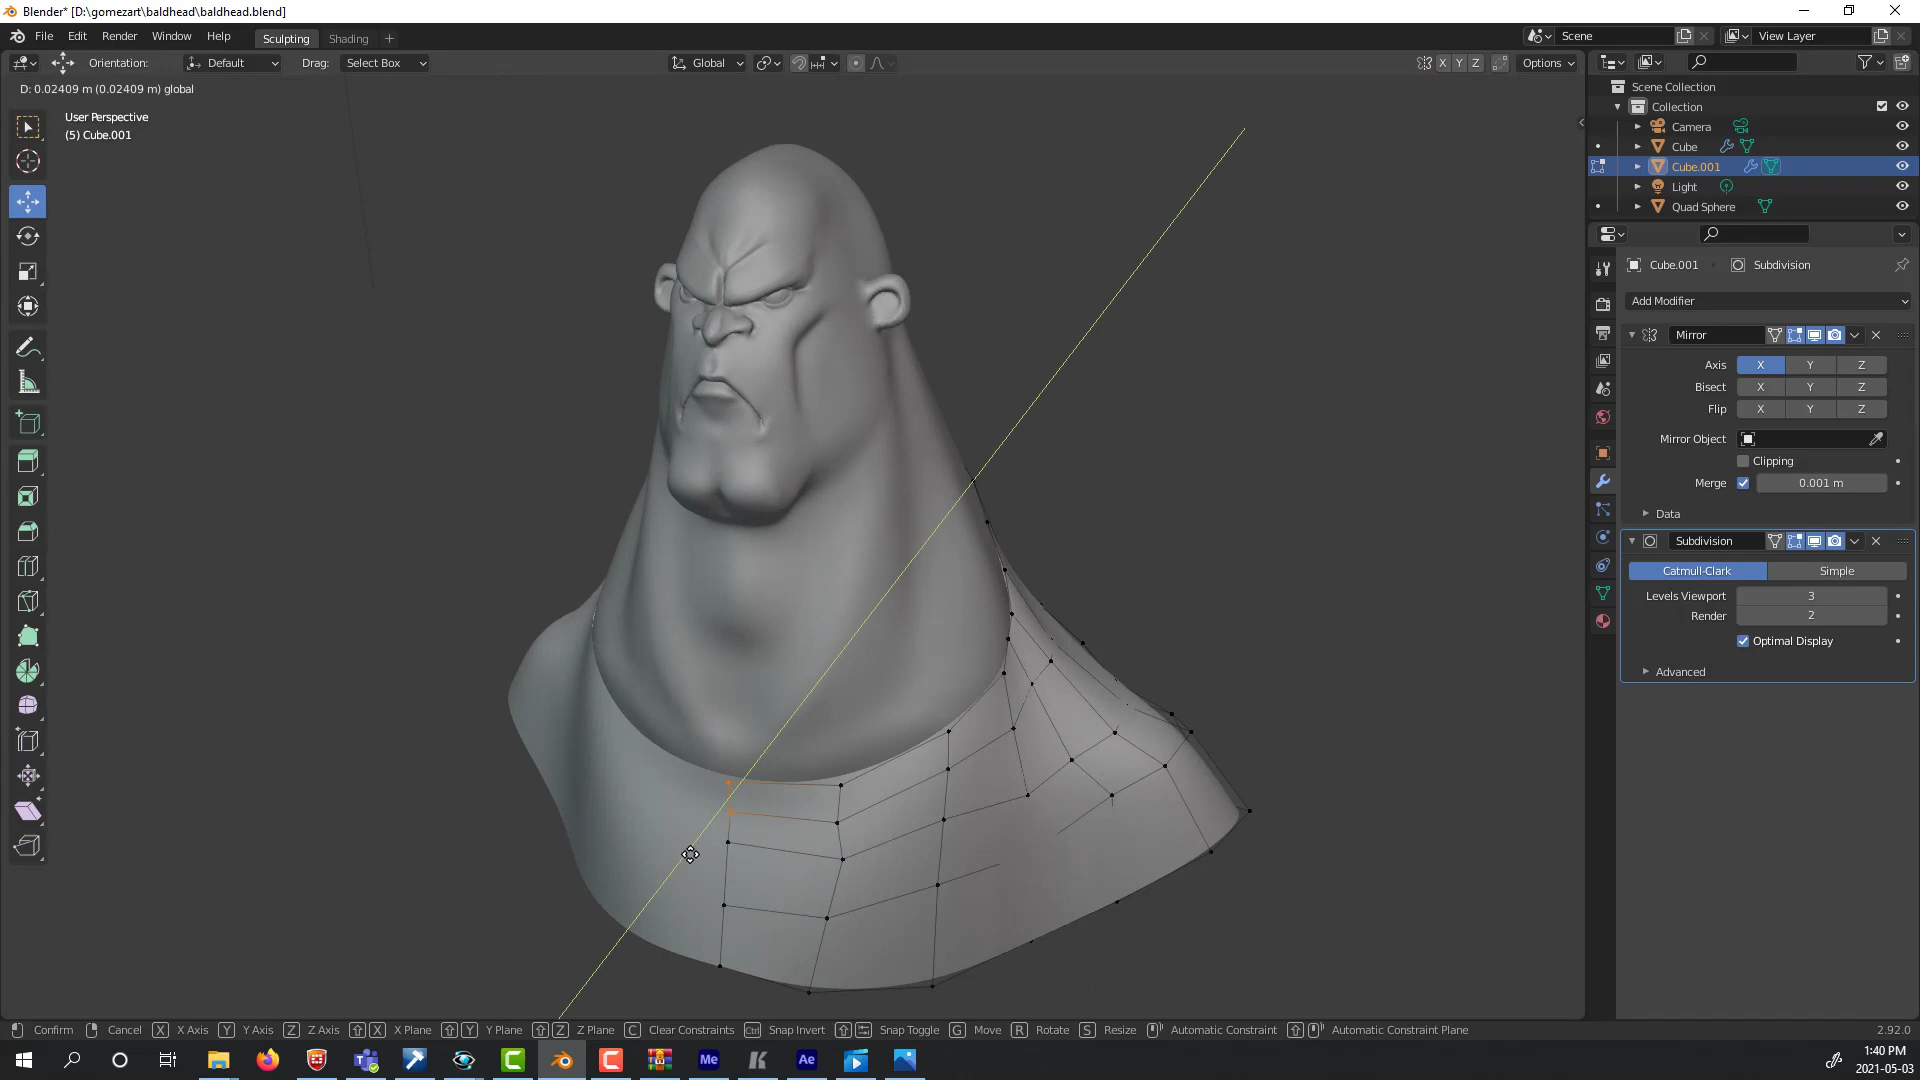 Blender* [D:\gomezart\baldhead\baldhead.blend]
File Edit Render Window Help Sculpting Shading + Scene View Layer
Orientation: Default Drag: Select Box Global X Y Z Options
D: 0.02409 m (0.02409 m) global
User Perspective
(5) Cube.001
Scene Collection
Collection
Camera
Cube
Cube.001
Light
Quad Sphere
Cube.001 Subdivision
Add Modifier
Mirror
Axis X Y Z
Bisect X Y Z
Flip X Y Z
Mirror Object
Clipping
Merge 0.001 m
Data
Subdivision
Catmull-Clark Simple
Levels Viewport 3
Render 2
Optimal Display
Advanced
Confirm Cancel X X Axis Y Y Axis Z Z Axis X X Plane Y Y Plane Z Z Plane C Clear Constraints Ctrl Snap Invert Snap Toggle G Move R Rotate S Resize Automatic Constraint Automatic Constraint Plane 2.92.0
Me Ae
1:40 PM
2021-05-03